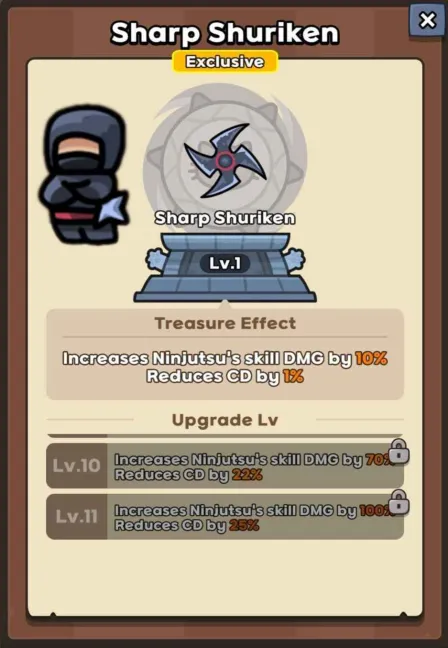 Sharp Shuriken
Exclusive
Sharp Shuriken
Lv.1
Treasure Effect
Increases Ninjutsu's skill DMG by 10%
Reduces CD by 1%
Upgrade Lv
Lv.10
Increases Ninjutsu's skill DMG by 70%
Reduces CD by 22%
Lv.11
Increases Ninjutsu's skill DMG by 100%
Reduces CD by 25%